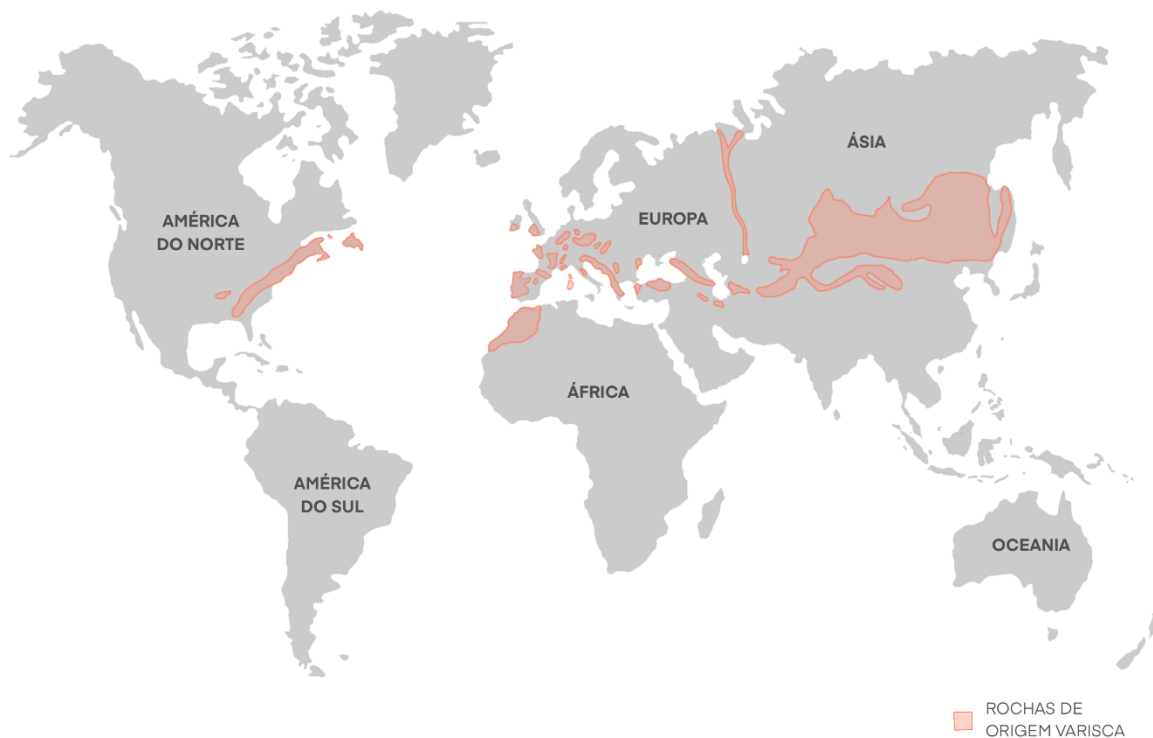 ÁSIA
AMÉRICA
DO NORTE
EUROPA
ÁFRICA
AMÉRICA
DO SUL
OCEANIA
ROCHAS DE
ORIGEM VARISCA